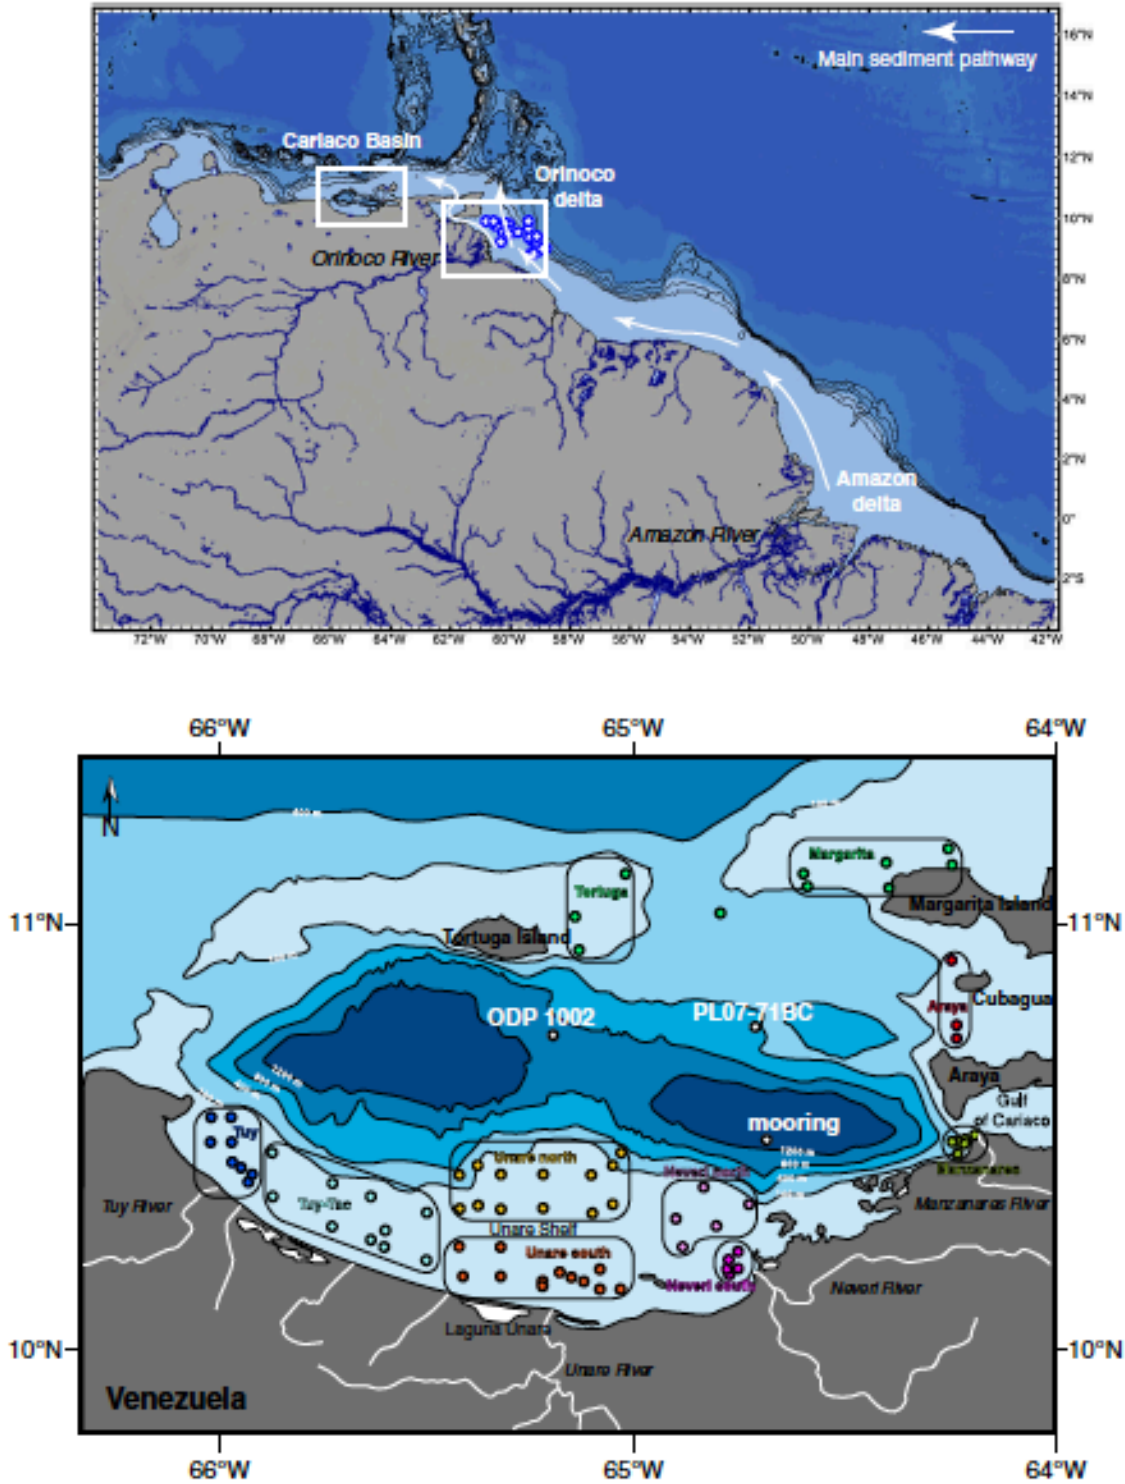 16°N
Main sediment pathway
14°N
Cariaco Basin
12°N
Orinoco
delta
10°N
Orinoco River
8°N
6°N
4°N
2°N
Amazon
delta
0°
Amazon River
2°S
72°W 70°W 68°W 66°W 64°W 62°W 60°W 58°W 56°W 54°W 52°W 50°W 48°W 46°W 44°W 42°W
66°W 65°W 64°W
N
Margarita
Tortuga
Margarita Island
11°N 11°N
Tortuga Island
Cubagua
Araya
ODP 1002 PL07-71BC
Araya
Gulf
of Cariaco
mooring
1200 m
800 m
Tuy
Unare north
Neveri north
Manzanares
Tuy River
Tuy-Tac
Manzanares River
Unare Shelf
Unare south
Neveri south
Neveri River
Laguna Unare
10°N 10°N
Unare River
Venezuela
66°W 65°W 64°W